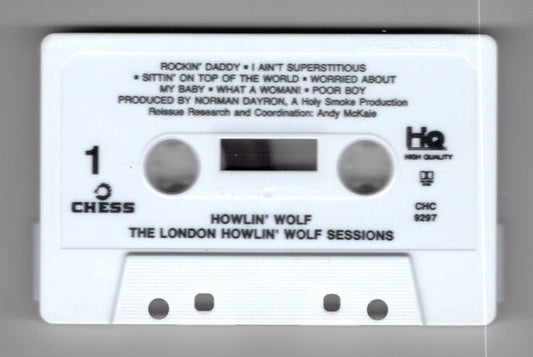 ROCKIN' DADDY • I AIN'T SUPERSTITIOUS
• SITTIN' ON TOP OF THE WORLD • WORRIED ABOUT
MY BABY • WHAT A WOMAN! • POOR BOY
PRODUCED BY NORMAN DAYRON, A Holy Smoke Production
Reissue Research and Coordination: Andy McKaie
1
CHESS
HQ
HIGH QUALITY
CHC
9297
HOWLIN' WOLF
THE LONDON HOWLIN' WOLF SESSIONS